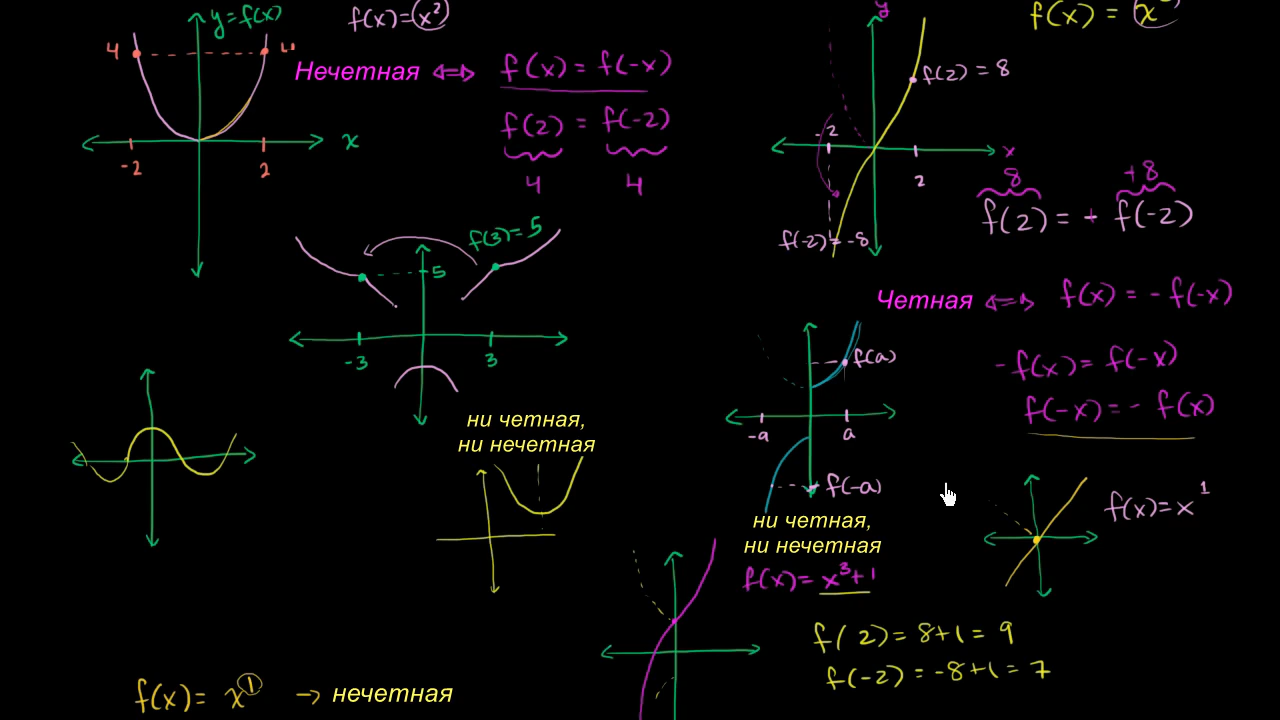 y=f(x)
f(x)=x²
4
4
-2
2
x
Нечетная ⇔ f(x) = f(-x)
f(2) = f(-2)
4
4
y
f(2) = 8
-2
2
x
f(-2) = -8
8
+8
f(2) = + f(-2)
f(3)=5
5
-3
3
Четная ⇔ f(x) = - f(-x)
-f(x) = f(-x)
f(-x) = - f(x)
f(a)
-a
a
f(-a)
ни четная,
ни нечетная
ни четная,
ни нечетная
f(x) = x³+1
f(x)=x¹
f(2) = 8+1 = 9
f(-2) = -8+1 = 7
f(x) = x¹ → нечетная